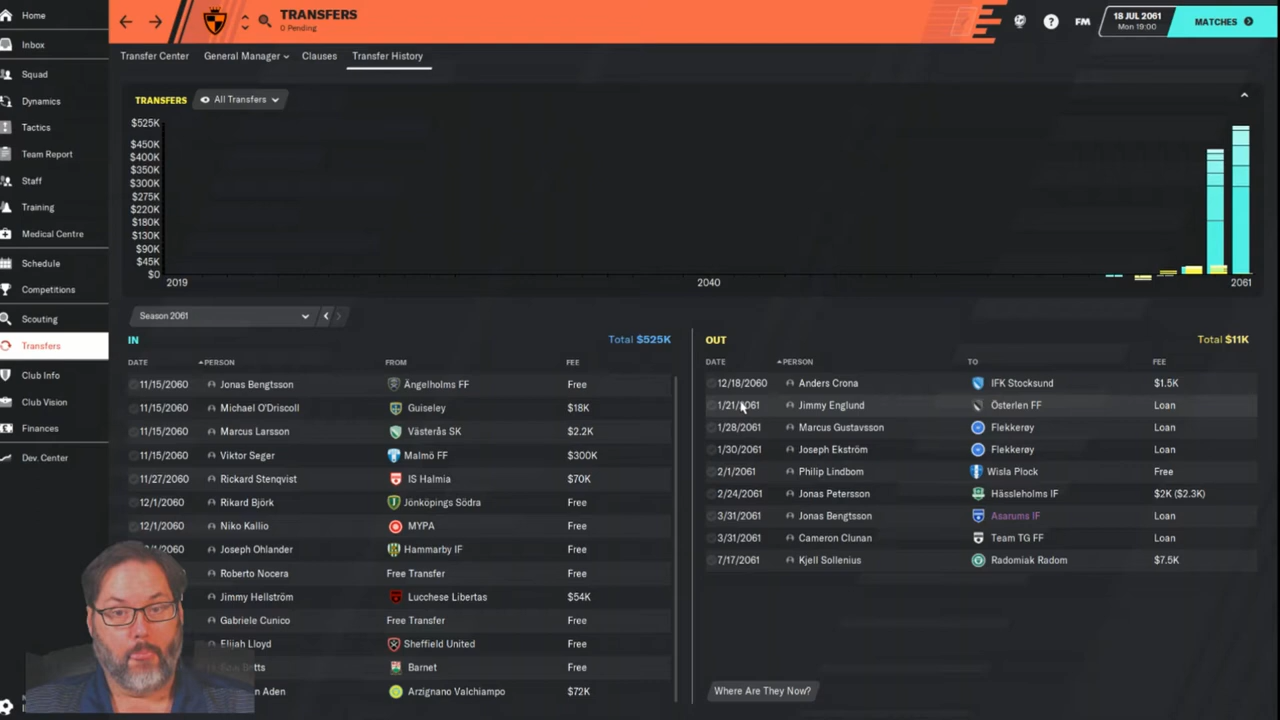 Home
Inbox
Squad
Dynamics
Tactics
Team Report
Staff
Training
Medical Centre
Schedule
Competitions
Scouting
Transfers
Club Info
Club Vision
Finances
Dev. Center
TRANSFERS
0 Pending
FM
18 JUL 2061
Mon 19:00
MATCHES
Transfer Center
General Manager
Clauses
Transfer History
TRANSFERS
All Transfers
$525K
$450K
$400K
$350K
$300K
$275K
$220K
$180K
$130K
$90K
$45K
$0
2019
2040
2061
Season 2061
IN
Total $525K
DATE PERSON FROM FEE
11/15/2060 Jonas Bengtsson Ängelholms FF Free
11/15/2060 Michael O'Driscoll Guiseley $18K
11/15/2060 Marcus Larsson Västerås SK $2.2K
11/15/2060 Viktor Seger Malmö FF $300K
11/27/2060 Rickard Stenqvist IS Halmia $70K
12/1/2060 Rikard Björk Jönköpings Södra Free
12/1/2060 Niko Kallio MYPA Free
/1/2060 Joseph Ohlander Hammarby IF Free
Roberto Nocera Free Transfer Free
Jimmy Hellström Lucchese Libertas $54K
Gabriele Cunico Free Transfer Free
Elijah Lloyd Sheffield United Free
Betts Barnet Free
n Aden Arzignano Valchiampo $72K
OUT
Total $11K
DATE PERSON TO FEE
12/18/2060 Anders Crona IFK Stocksund $1.5K
1/21/2061 Jimmy Englund Österlen FF Loan
1/28/2061 Marcus Gustavsson Flekkerøy Loan
1/30/2061 Joseph Ekström Flekkerøy Loan
2/1/2061 Philip Lindbom Wisla Plock Free
2/24/2061 Jonas Petersson Hässleholms IF $2K ($2.3K)
3/31/2061 Jonas Bengtsson Asarums IF Loan
3/31/2061 Cameron Clunan Team TG FF Loan
7/17/2061 Kjell Sollenius Radomiak Radom $7.5K
Where Are They Now?